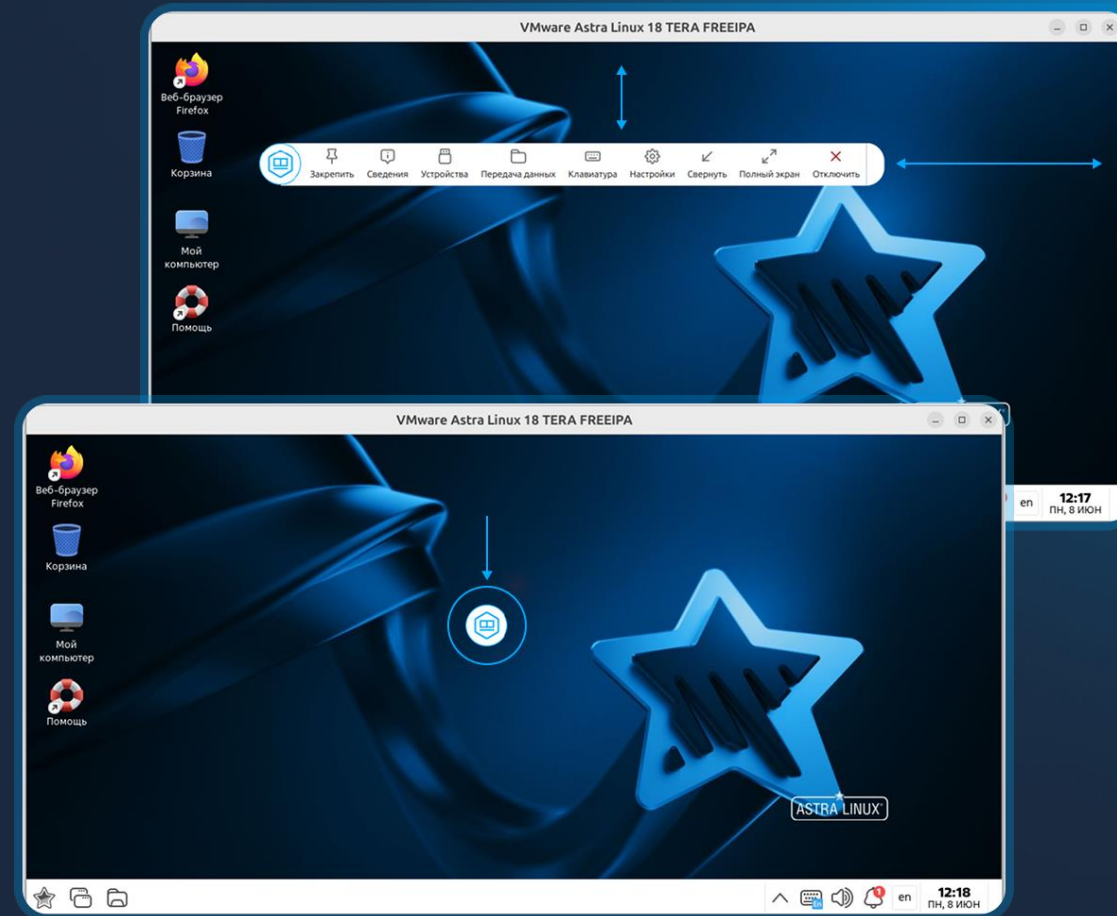 VMware Astra Linux 18 TERA FREEIPA
Веб-браузер
Firefox
Корзина
Мой
компьютер
Помощь
Закрепить
Сведения
Устройства
Передача данных
Клавиатура
Настройки
Свернуть
Полный экран
Отключить
en
12:17
ПН, 8 ИЮН
VMware Astra Linux 18 TERA FREEIPA
Веб-браузер
Firefox
Корзина
Мой
компьютер
Помощь
ASTRA LINUX®
En
1
en
12:18
ПН, 8 ИЮН